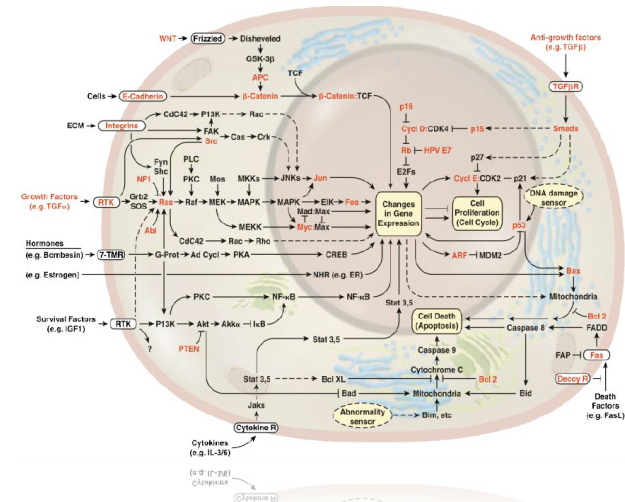 WNT
Frizzled
Disheveled
GSK-3β
APC
TCF
Cells
E-Cadherin
β-Catenin
β-Catenin:TCF
Anti-growth factors
(e.g. TGFβ)
TGFβR
ECM
Integrins
CdC42
P13K
Rac
FAK
Src
Cas
Crk
p16
Cycl D:CDK4
p15
Smads
Rb
HPV E7
E2Fs
p27
Cycl E:CDK2
p21
Fyn
Shc
NF1
PLC
PKC
Mos
MKKs
JNKs
Jun
Growth Factors
(e.g. TGFα)
RTK
Grb2
SOS
Ras
Raf
MEK
MAPK
MAPK
ElK
Fos
Mad:Max
MEKK
Myc:Max
Abl
CdC42
Rac
Rho
Changes
in Gene
Expression
Cell
Proliferation
(Cell Cycle)
DNA damage
sensor
p53
Hormones
(e.g. Bombesin)
7-TMR
G-Prot
Ad Cycl
PKA
CREB
ARF
MDM2
(e.g. Estrogen)
NHR (e.g. ER)
Bax
Mitochondria
PKC
NF-κB
NF-κB
Stat 3,5
Bcl 2
Survival Factors
(e.g. IGF1)
RTK
P13K
Akt
Akkα
IκB
PTEN
?
Cell Death
(Apoptosis)
Caspase 8
FADD
Stat 3,5
Caspase 9
FAP
Fas
Cytochrome C
Stat 3,5
Bcl XL
Bcl 2
Decoy R
Bad
Mitochondria
Bid
Jaks
Abnormality
sensor
Bim, etc
Death
Factors
(e.g. FasL)
Cytokine R
Cytokines
(e.g. IL-3/6)